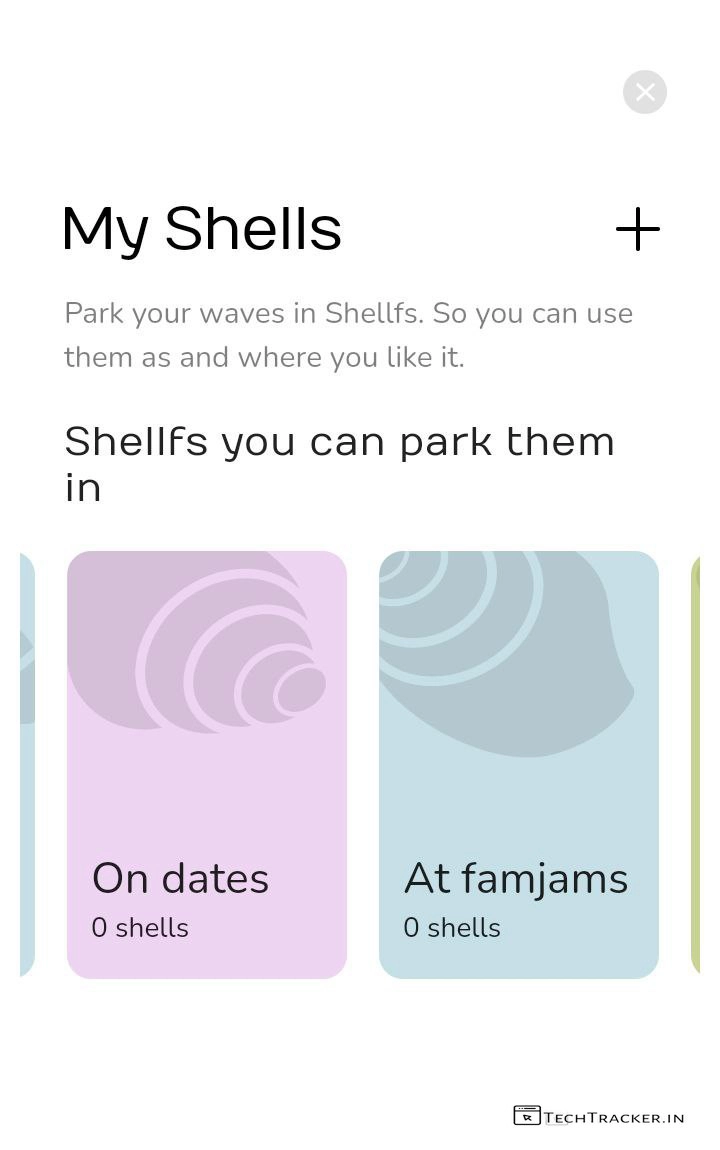 My Shells
Park your waves in Shellfs. So you can use
them as and where you like it.
Shellfs you can park them
in
On dates
0 shells
At famjams
0 shells
TECHTRACKER.IN